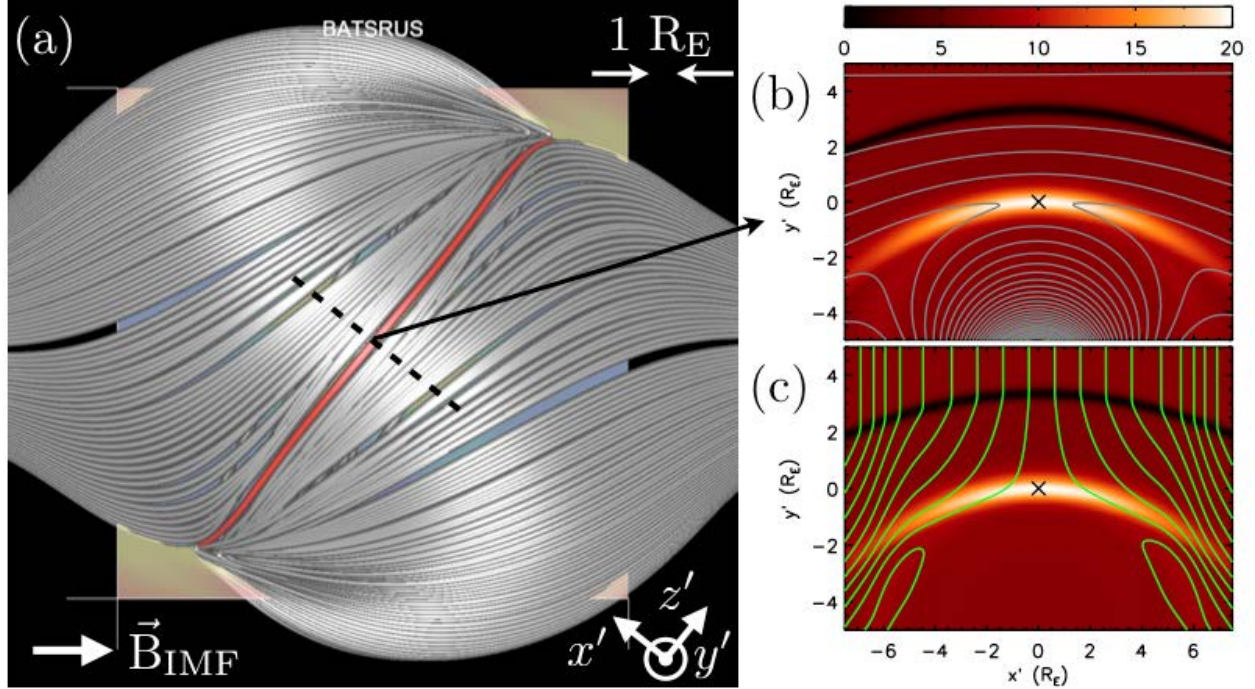 (a)
BATSRUS
1 R_E
B⃗_IMF
x′
z′
y′
0 5 10 15 20
(b)
4
2
0
−2
−4
y' (R_E)
(c)
4
2
0
−2
−4
y' (R_E)
−6 −4 −2 0 2 4 6
x' (R_E)